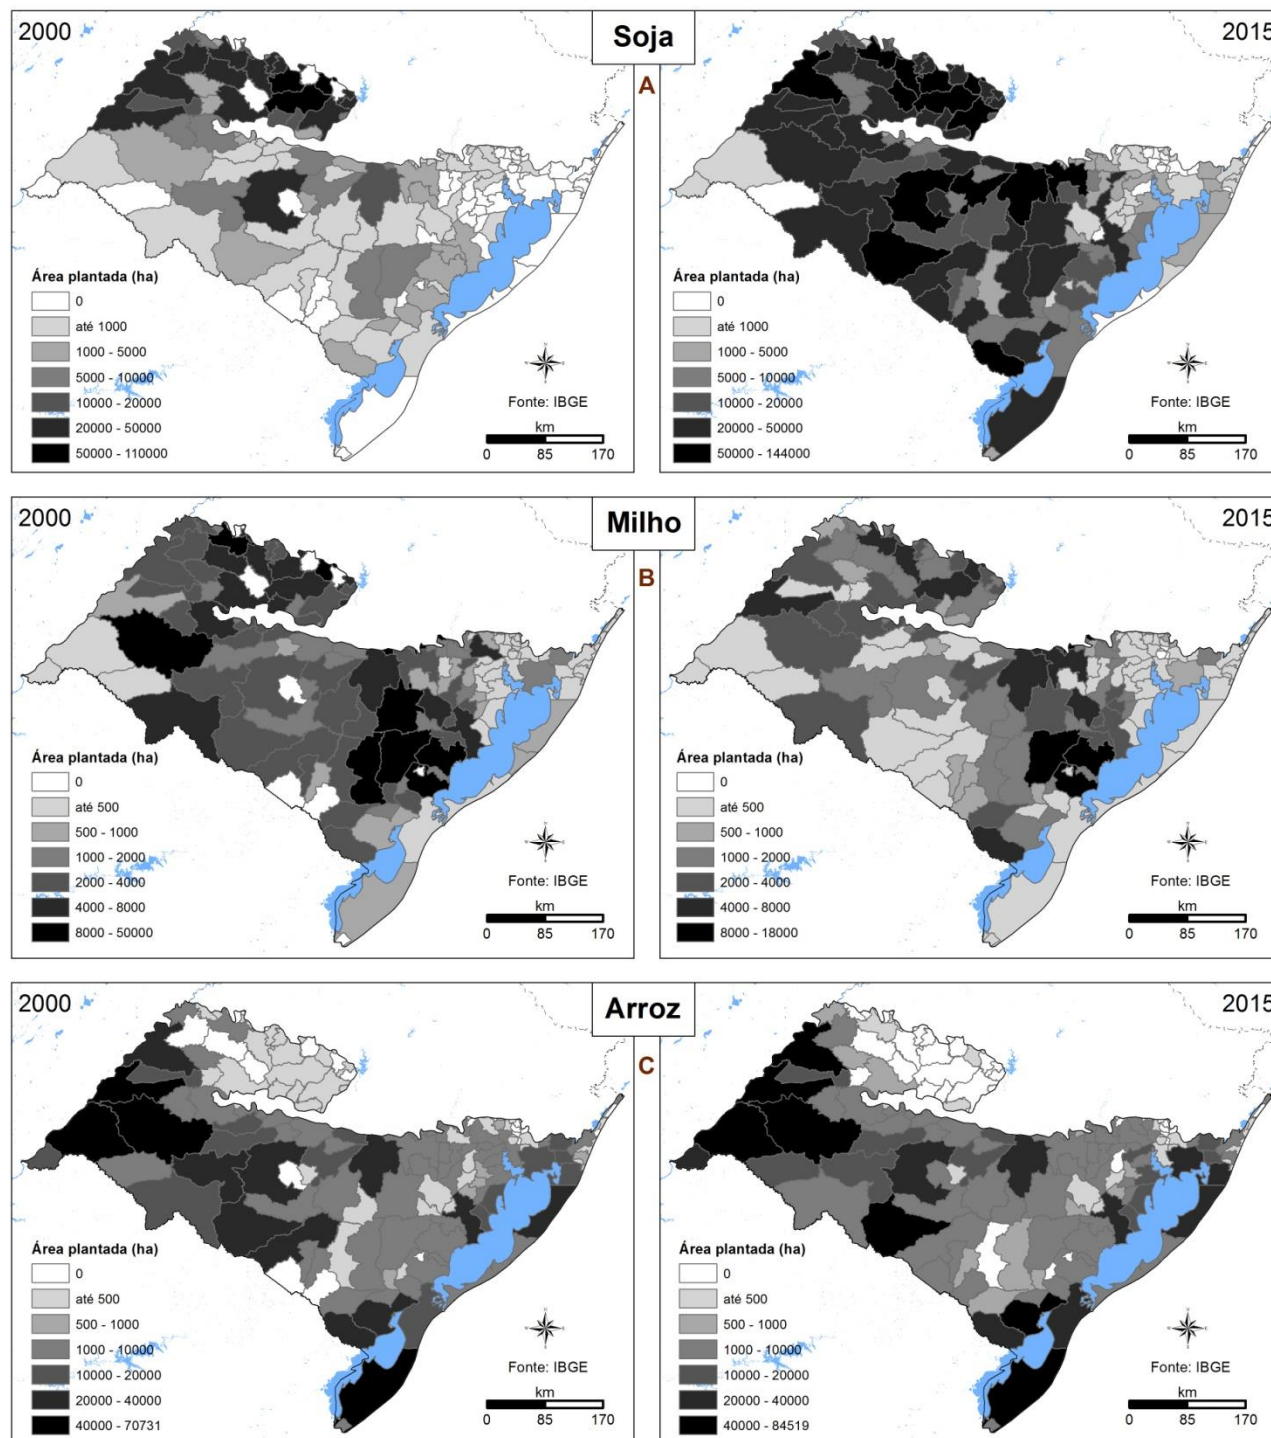 2000
Soja
2015
A
Área plantada (ha)
0
até 1000
1000 - 5000
5000 - 10000
10000 - 20000
20000 - 50000
50000 - 110000
Fonte: IBGE
km
0 85 170
Área plantada (ha)
0
até 1000
1000 - 5000
5000 - 10000
10000 - 20000
20000 - 50000
50000 - 144000
Fonte: IBGE
km
0 85 170
2000
Milho
2015
B
Área plantada (ha)
0
até 500
500 - 1000
1000 - 2000
2000 - 4000
4000 - 8000
8000 - 50000
Fonte: IBGE
km
0 85 170
Área plantada (ha)
0
até 500
500 - 1000
1000 - 2000
2000 - 4000
4000 - 8000
8000 - 18000
Fonte: IBGE
km
0 85 170
2000
Arroz
2015
C
Área plantada (ha)
0
até 500
500 - 1000
1000 - 10000
10000 - 20000
20000 - 40000
40000 - 70731
Fonte: IBGE
km
0 85 170
Área plantada (ha)
0
até 500
500 - 1000
1000 - 10000
10000 - 20000
20000 - 40000
40000 - 84519
Fonte: IBGE
km
0 85 170